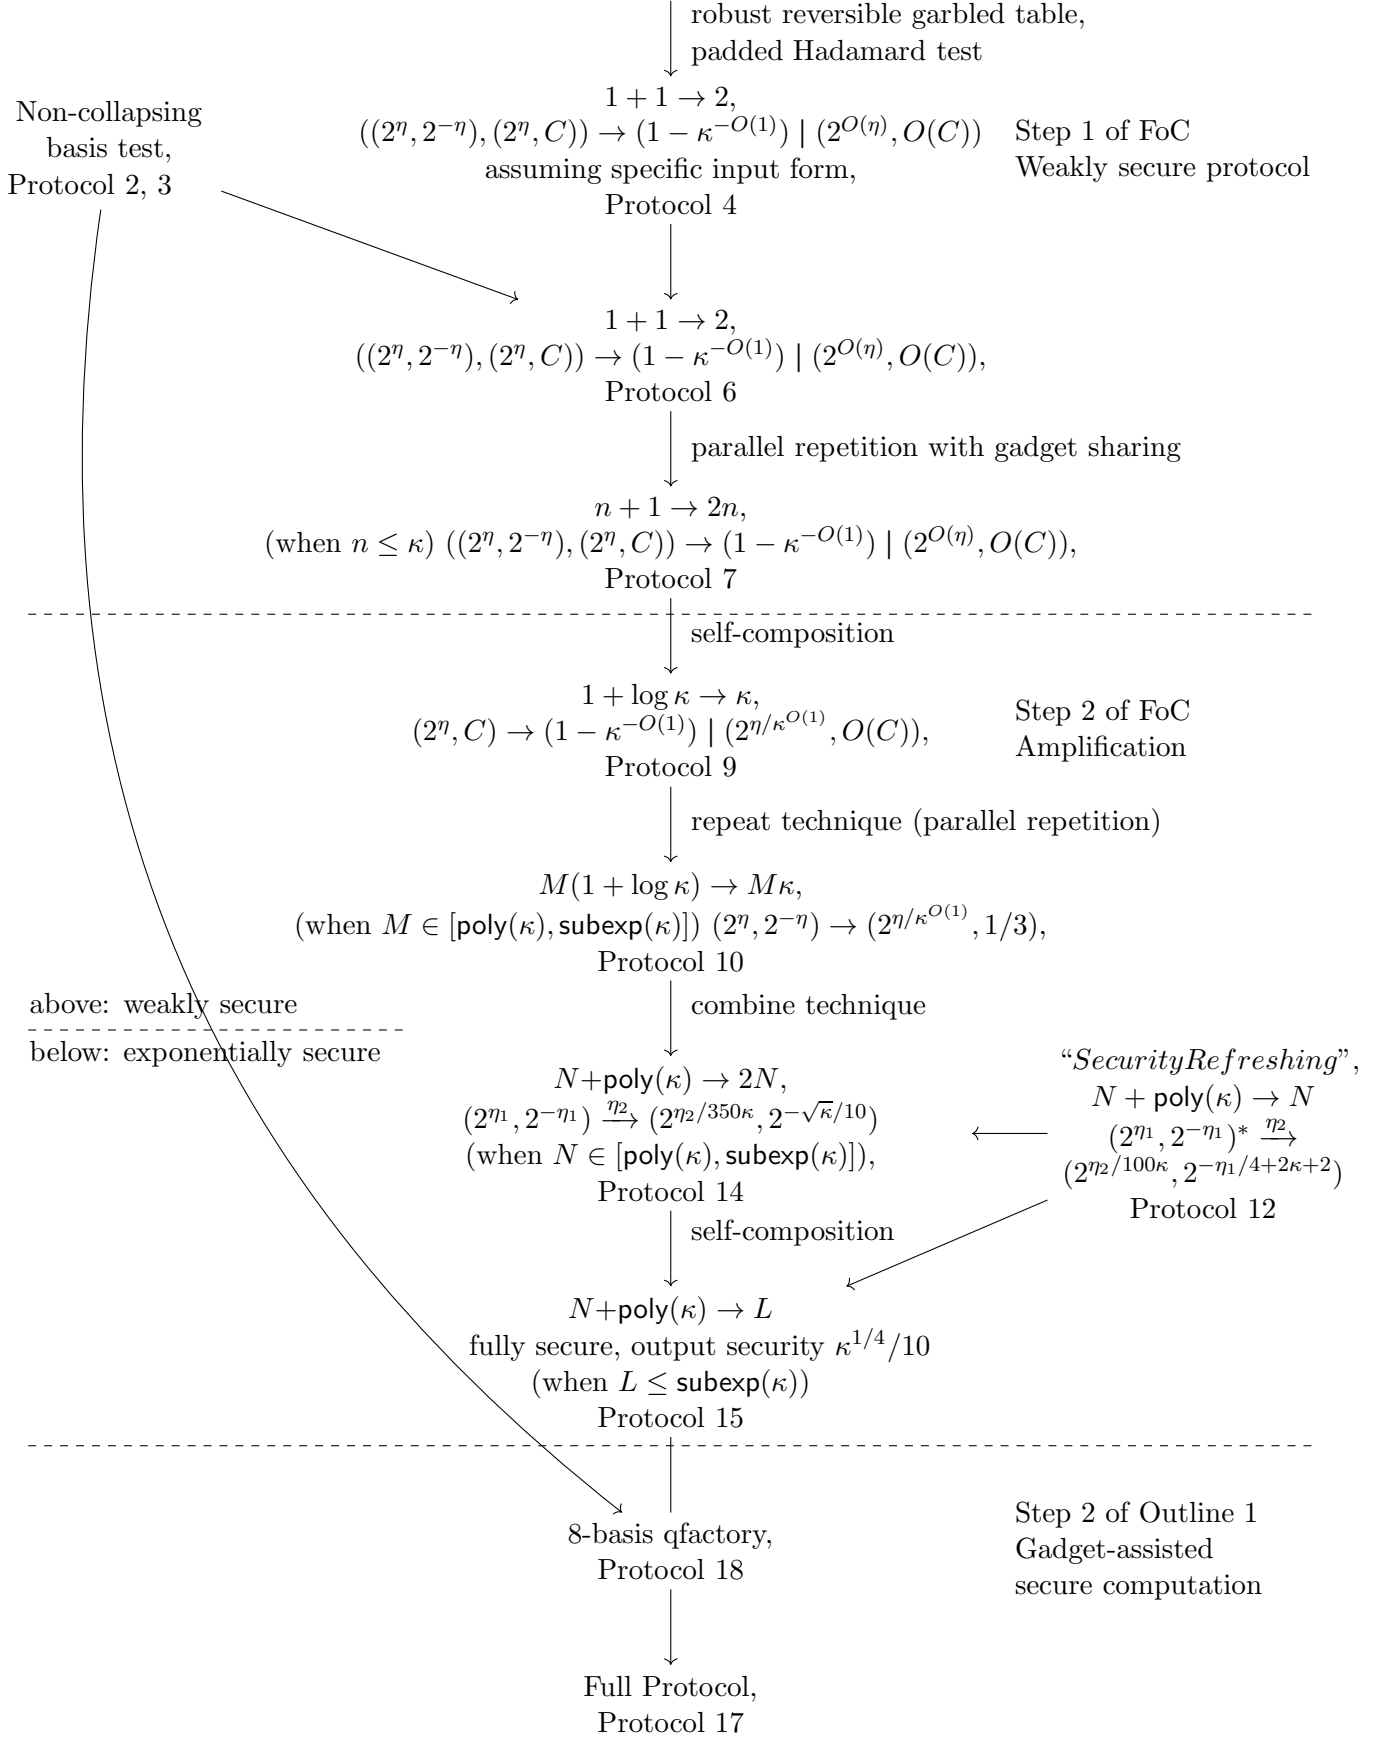 robust reversible garbled table,
padded Hadamard test
Non-collapsing
basis test,
Protocol 2, 3
1 + 1 → 2,
((2^η, 2^{−η}), (2^η, C)) → (1 − κ^{−O(1)}) | (2^{O(η)}, O(C))
assuming specific input form,
Protocol 4
Step 1 of FoC
Weakly secure protocol
1 + 1 → 2,
((2^η, 2^{−η}), (2^η, C)) → (1 − κ^{−O(1)}) | (2^{O(η)}, O(C)),
Protocol 6
parallel repetition with gadget sharing
n + 1 → 2n,
(when n ≤ κ) ((2^η, 2^{−η}), (2^η, C)) → (1 − κ^{−O(1)}) | (2^{O(η)}, O(C)),
Protocol 7
self-composition
1 + log κ → κ,
(2^η, C) → (1 − κ^{−O(1)}) | (2^{η/κ^{O(1)}}, O(C)),
Protocol 9
Step 2 of FoC
Amplification
repeat technique (parallel repetition)
M(1 + log κ) → Mκ,
(when M ∈ [poly(κ), subexp(κ)]) (2^η, 2^{−η}) → (2^{η/κ^{O(1)}}, 1/3),
Protocol 10
combine technique
above: weakly secure
below: exponentially secure
N+poly(κ) → 2N,
(2^{η_1}, 2^{−η_1}) \xrightarrow{η_2} (2^{η_2/350κ}, 2^{−√κ/10})
(when N ∈ [poly(κ), subexp(κ)]),
Protocol 14
“SecurityRefreshing”,
N + poly(κ) → N
(2^{η_1}, 2^{−η_1})* \xrightarrow{η_2}
(2^{η_2/100κ}, 2^{−η_1/4+2κ+2})
Protocol 12
self-composition
N+poly(κ) → L
fully secure, output security κ^{1/4}/10
(when L ≤ subexp(κ))
Protocol 15
8-basis qfactory,
Protocol 18
Step 2 of Outline 1
Gadget-assisted
secure computation
Full Protocol,
Protocol 17